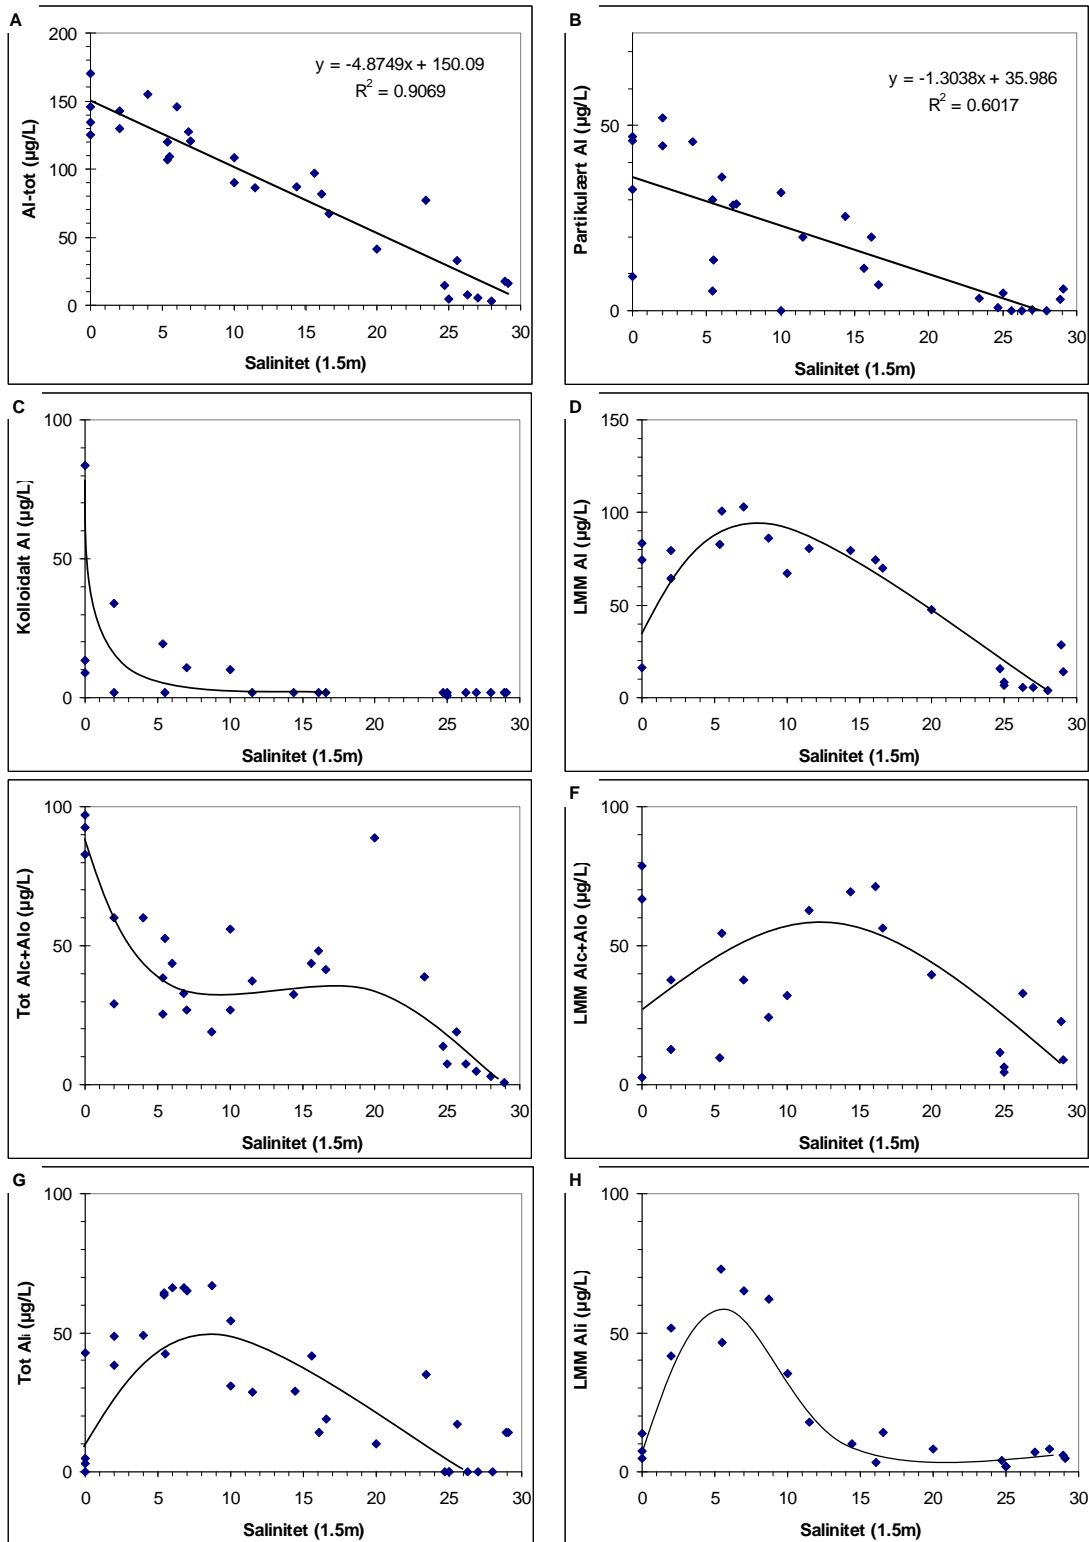 A
Al-tot (µg/L)
200
150
100
50
0
y = -4.8749x + 150.09
R2 = 0.9069
0 5 10 15 20 25 30
Salinitet (1.5m)
B
Partikulært Al (µg/L)
50
0
y = -1.3038x + 35.986
R2 = 0.6017
0 5 10 15 20 25 30
Salinitet (1.5m)
C
Kolloidalt Al (µg/L)
100
50
0
0 5 10 15 20 25 30
Salinitet (1.5m)
D
LMM Al (µg/L)
150
100
50
0
0 5 10 15 20 25 30
Salinitet (1.5m)
Tot Alc+Alo (µg/L)
100
50
0
0 5 10 15 20 25 30
Salinitet (1.5m)
F
LMM Alc+Alo (µg/L)
100
50
0
0 5 10 15 20 25 30
Salinitet (1.5m)
G
Tot Ali (µg/L)
100
50
0
0 5 10 15 20 25 30
Salinitet (1.5m)
H
LMM Ali (µg/L)
100
50
0
0 5 10 15 20 25 30
Salinitet (1.5m)